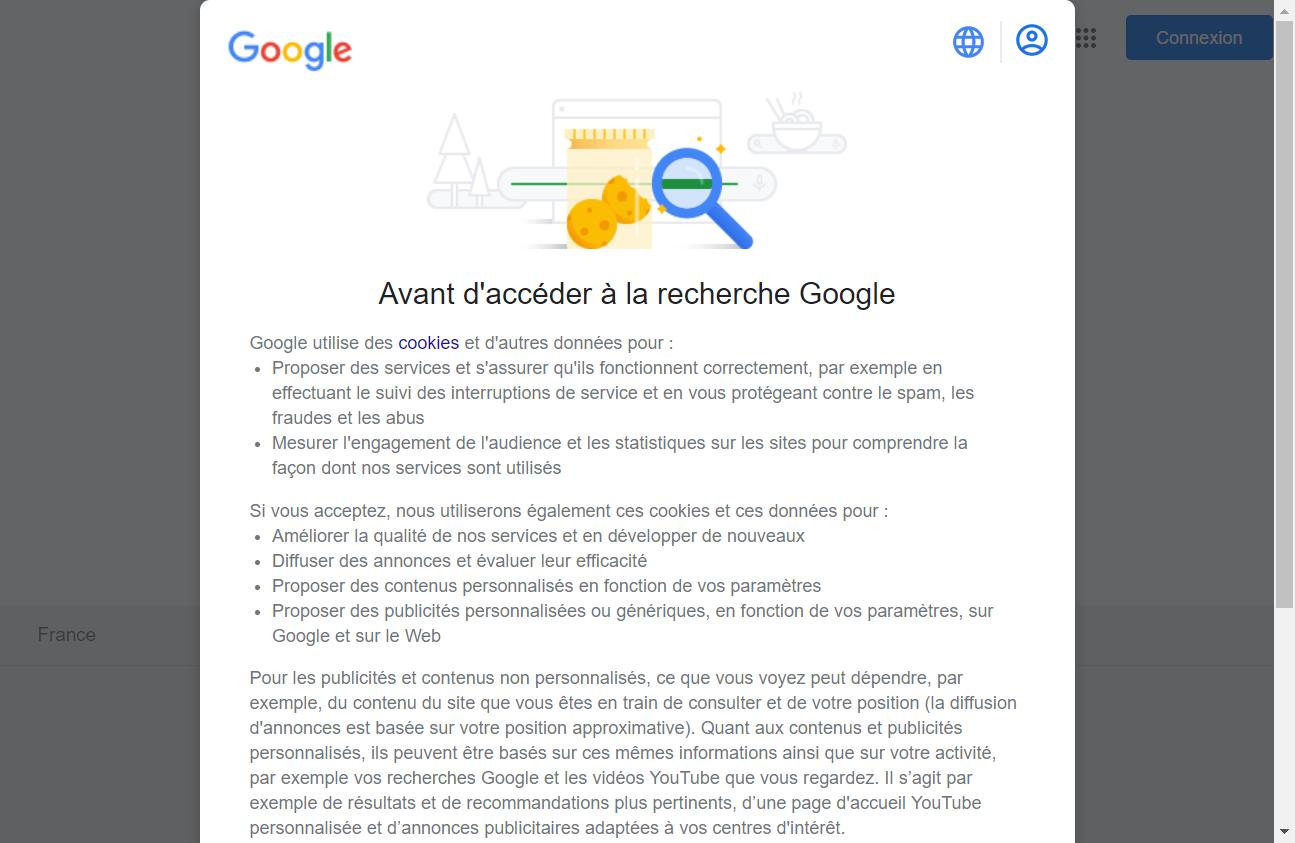 Google
Connexion
Avant d'accéder à la recherche Google
Google utilise des cookies et d'autres données pour :
• Proposer des services et s'assurer qu'ils fonctionnent correctement, par exemple en
effectuant le suivi des interruptions de service et en vous protégeant contre le spam, les
fraudes et les abus
• Mesurer l'engagement de l'audience et les statistiques sur les sites pour comprendre la
façon dont nos services sont utilisés
Si vous acceptez, nous utiliserons également ces cookies et ces données pour :
• Améliorer la qualité de nos services et en développer de nouveaux
• Diffuser des annonces et évaluer leur efficacité
• Proposer des contenus personnalisés en fonction de vos paramètres
• Proposer des publicités personnalisées ou génériques, en fonction de vos paramètres, sur
Google et sur le Web
France
Pour les publicités et contenus non personnalisés, ce que vous voyez peut dépendre, par
exemple, du contenu du site que vous êtes en train de consulter et de votre position (la diffusion
d'annonces est basée sur votre position approximative). Quant aux contenus et publicités
personnalisés, ils peuvent être basés sur ces mêmes informations ainsi que sur votre activité,
par exemple vos recherches Google et les vidéos YouTube que vous regardez. Il s’agit par
exemple de résultats et de recommandations plus pertinents, d’une page d'accueil YouTube
personnalisée et d’annonces publicitaires adaptées à vos centres d'intérêt.